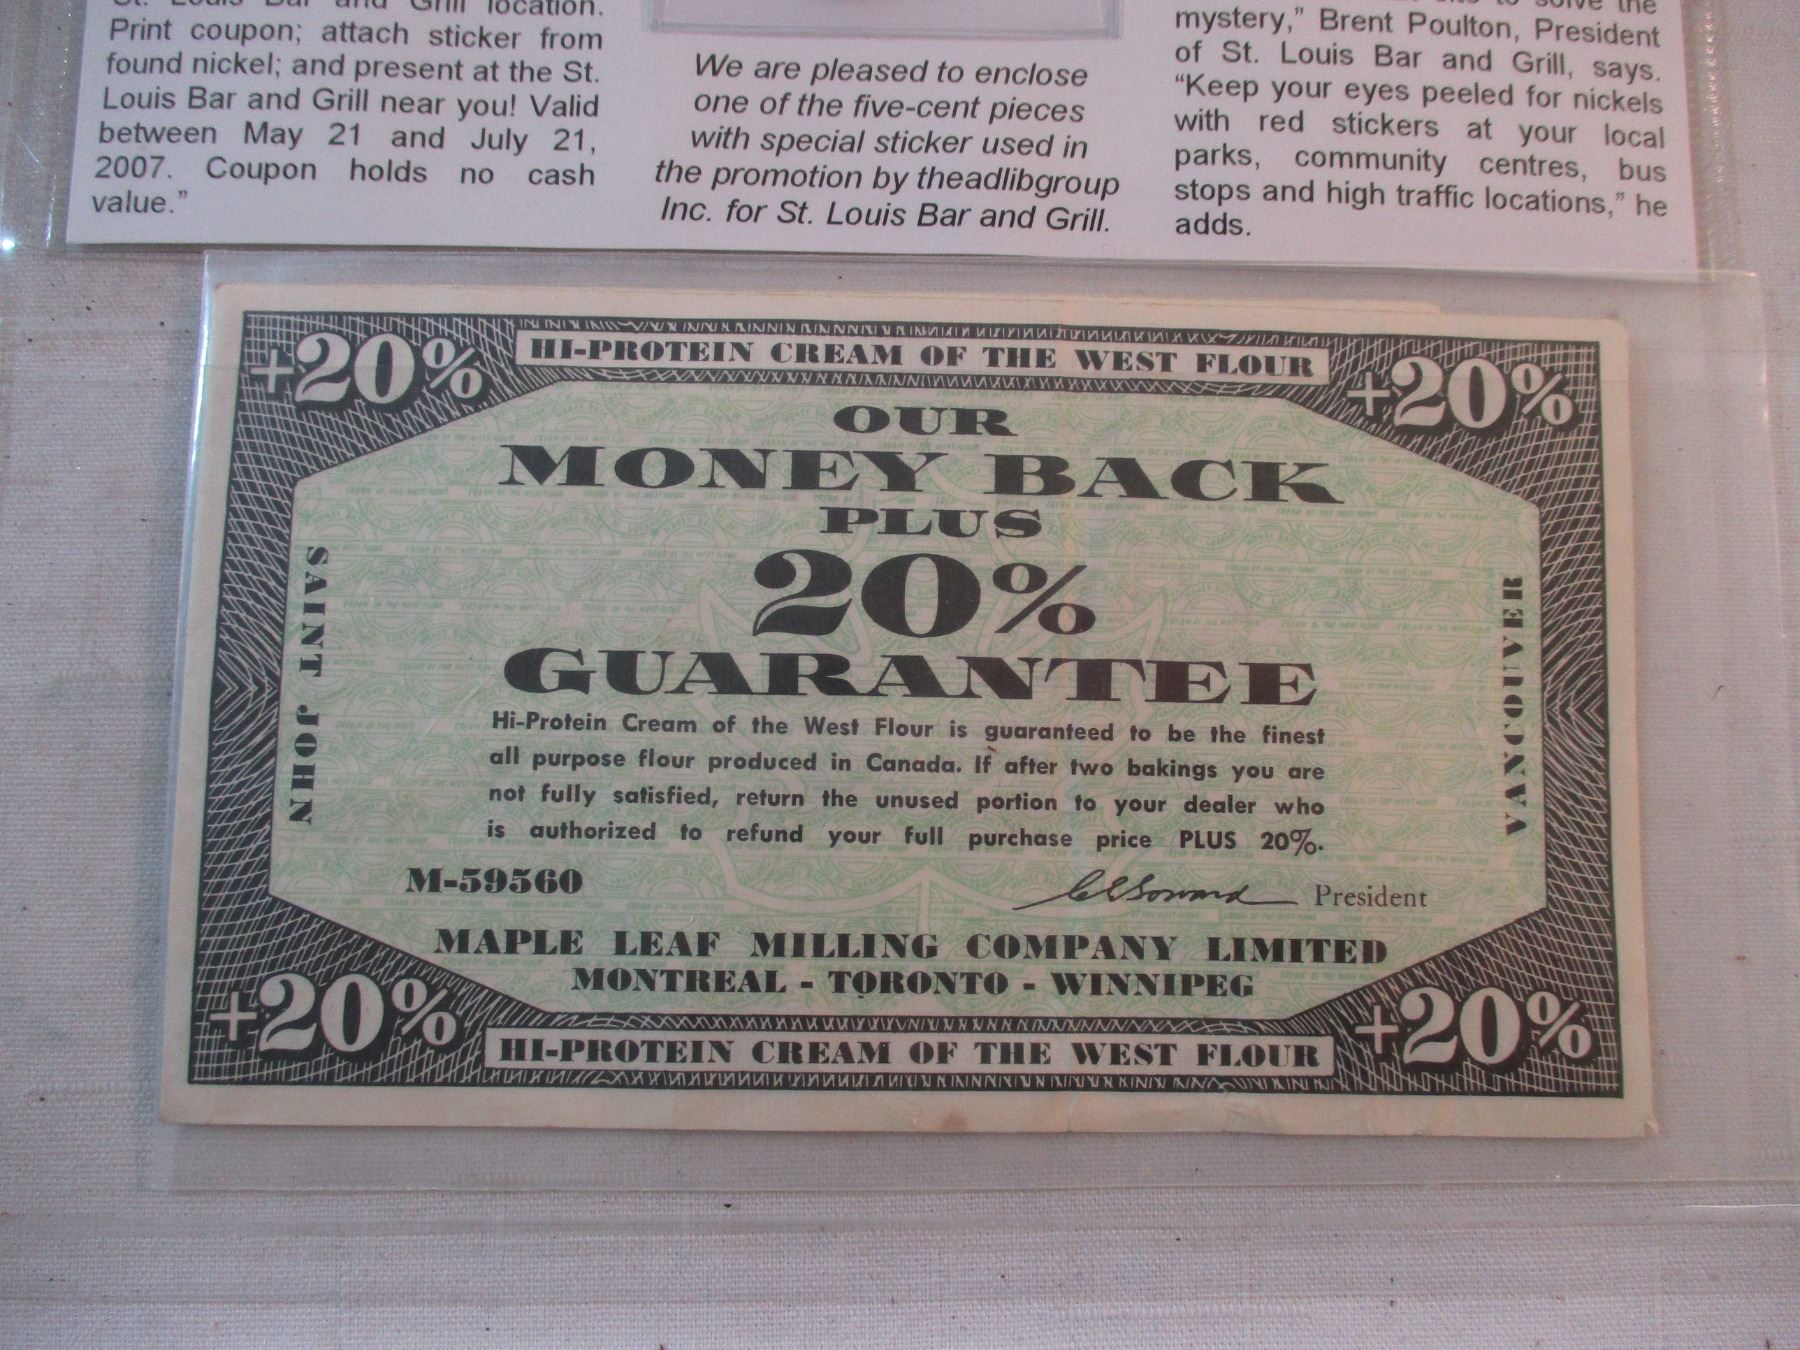 St. Louis Bar and Grill location.
Print coupon; attach sticker from
found nickel; and present at the St.
Louis Bar and Grill near you! Valid
between May 21 and July 21,
2007. Coupon holds no cash
value.”
We are pleased to enclose
one of the five-cent pieces
with special sticker used in
the promotion by theadlibgroup
Inc. for St. Louis Bar and Grill.
to solve the
mystery,” Brent Poulton, President
of St. Louis Bar and Grill, says.
“Keep your eyes peeled for nickels
with red stickers at your local
parks, community centres, bus
stops and high traffic locations,” he
adds.
+20%
HI-PROTEIN CREAM OF THE WEST FLOUR
+20%
OUR
MONEY BACK
PLUS
20%
GUARANTEE
SAINT JOHN
VANCOUVER
Hi-Protein Cream of the West Flour is guaranteed to be the finest
all purpose flour produced in Canada. If after two bakings you are
not fully satisfied, return the unused portion to your dealer who
is authorized to refund your full purchase price PLUS 20%.
M-59560
President
MAPLE LEAF MILLING COMPANY LIMITED
MONTREAL - TORONTO - WINNIPEG
+20%
HI-PROTEIN CREAM OF THE WEST FLOUR
+20%